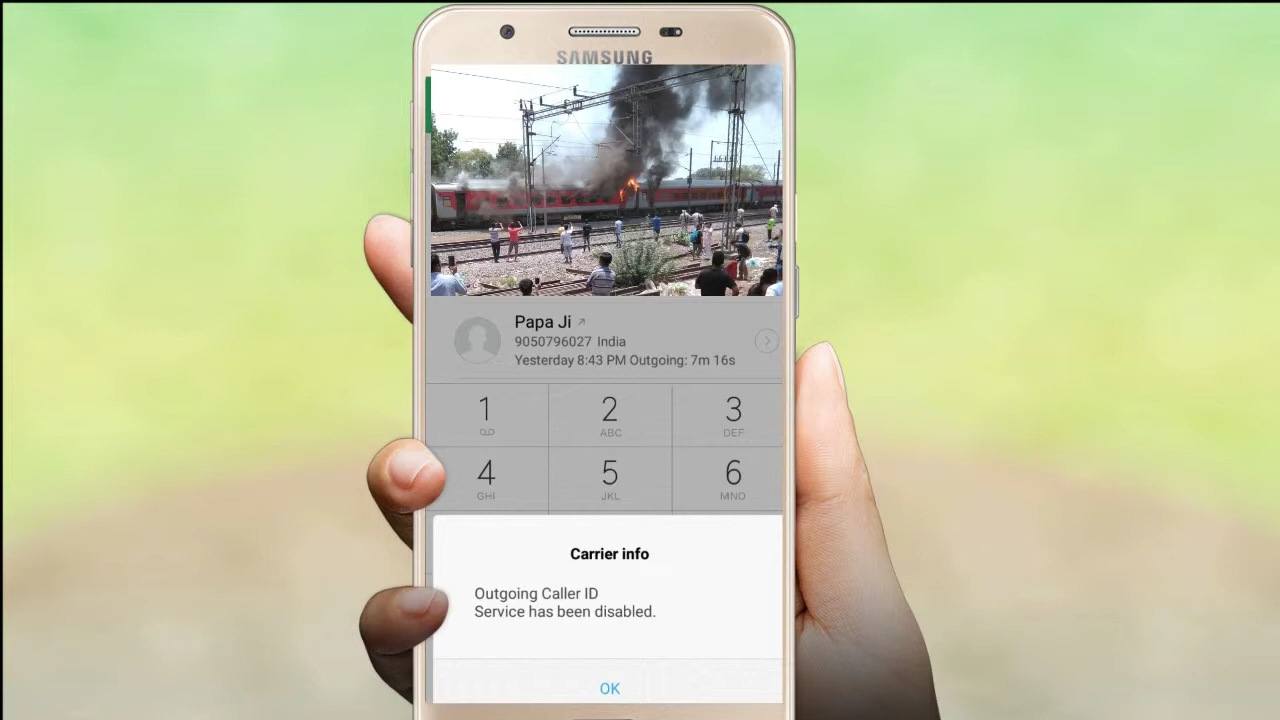 SAMSUNG
Papa Ji
9050796027 India
Yesterday 8:43 PM Outgoing: 7m 16s
1 2 3
ABC DEF
4 5 6
GHI JKL MNO
Carrier info
Outgoing Caller ID
Service has been disabled.
OK